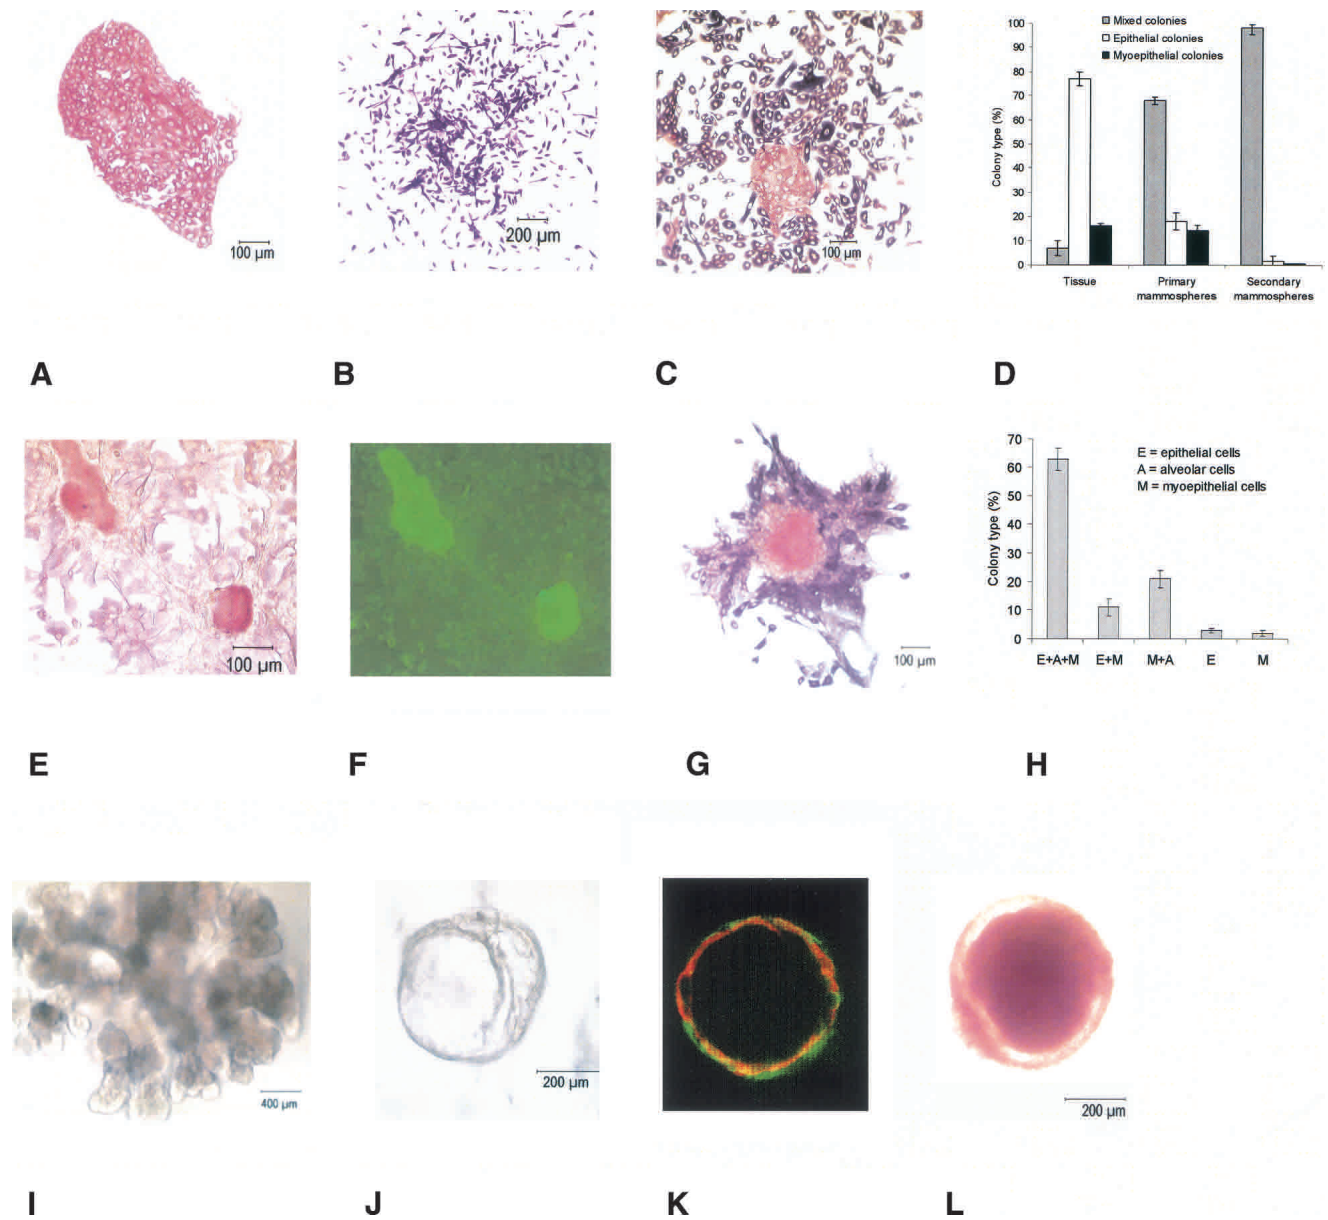 100 µm
200 µm
100 µm
Mixed colonies
Epithelial colonies
Myoepithelial colonies
Colony type (%)
100
90
80
70
60
50
40
30
20
10
0
Tissue
Primary
mammospheres
Secondary
mammospheres
A
B
C
D
100 µm
100 µm
E = epithelial cells
A = alveolar cells
M = myoepithelial cells
Colony type (%)
70
60
50
40
30
20
10
0
E+A+M
E+M
M+A
E
M
E
F
G
H
400 µm
200 µm
200 µm
I
J
K
L